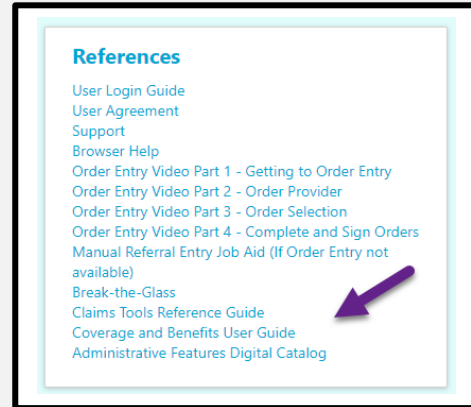 References
User Login Guide
User Agreement
Support
Browser Help
Order Entry Video Part 1 - Getting to Order Entry
Order Entry Video Part 2 - Order Provider
Order Entry Video Part 3 - Order Selection
Order Entry Video Part 4 - Complete and Sign Orders
Manual Referral Entry Job Aid (If Order Entry not
available)
Break-the-Glass
Claims Tools Reference Guide
Coverage and Benefits User Guide
Administrative Features Digital Catalog